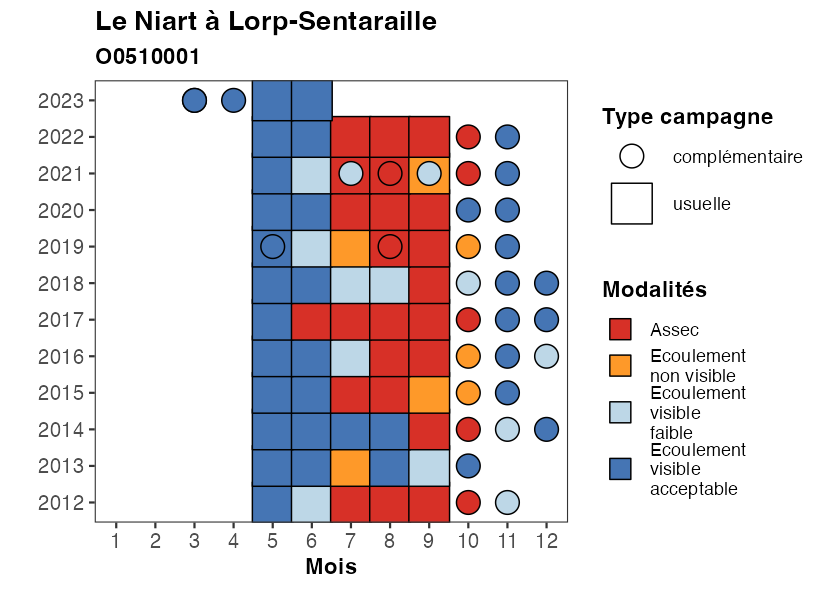 Le Niart à Lorp-Sentaraille
O0510001
2023
2022
2021
2020
2019
2018
2017
2016
2015
2014
2013
2012
1 2 3 4 5 6 7 8 9 10 11 12
Mois
Type campagne
complémentaire
usuelle
Modalités
Assec
Ecoulement
non visible
Ecoulement
visible
faible
Ecoulement
visible
acceptable